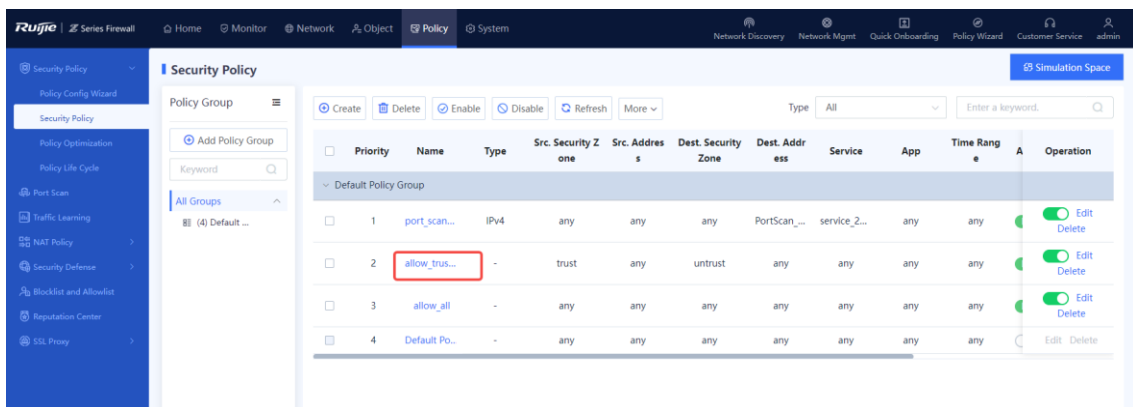 Ruijie | Z Series Firewall Home Monitor Network Object Policy System Network Discovery Network Mgmt Quick Onboarding Policy Wizard Customer Service admin
Security Policy
Policy Config Wizard
Security Policy
Policy Optimization
Policy Life Cycle
Port Scan
Traffic Learning
NAT Policy
Security Defense
Blocklist and Allowlist
Reputation Center
SSL Proxy
Security Policy
Simulation Space
Policy Group
Add Policy Group
Keyword
All Groups
(4) Default ...
Create Delete Enable Disable Refresh More Type All Enter a keyword.
Priority Name Type Src. Security Z Src. Addres Dest. Security Dest. Addr Service App Time Rang A Operation
one s Zone ess e
Default Policy Group
1 port_scan... IPv4 any any any PortScan_... service_2... any any Edit
Delete
2 allow_trus... - trust any untrust any any any any Edit
Delete
3 allow_all - any any any any any any any Edit
Delete
4 Default Po... - any any any any any any any Edit Delete